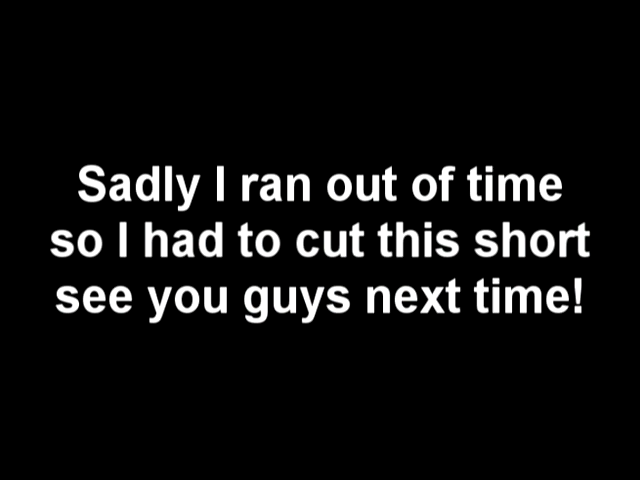 Sadly I ran out of time
so I had to cut this short
see you guys next time!